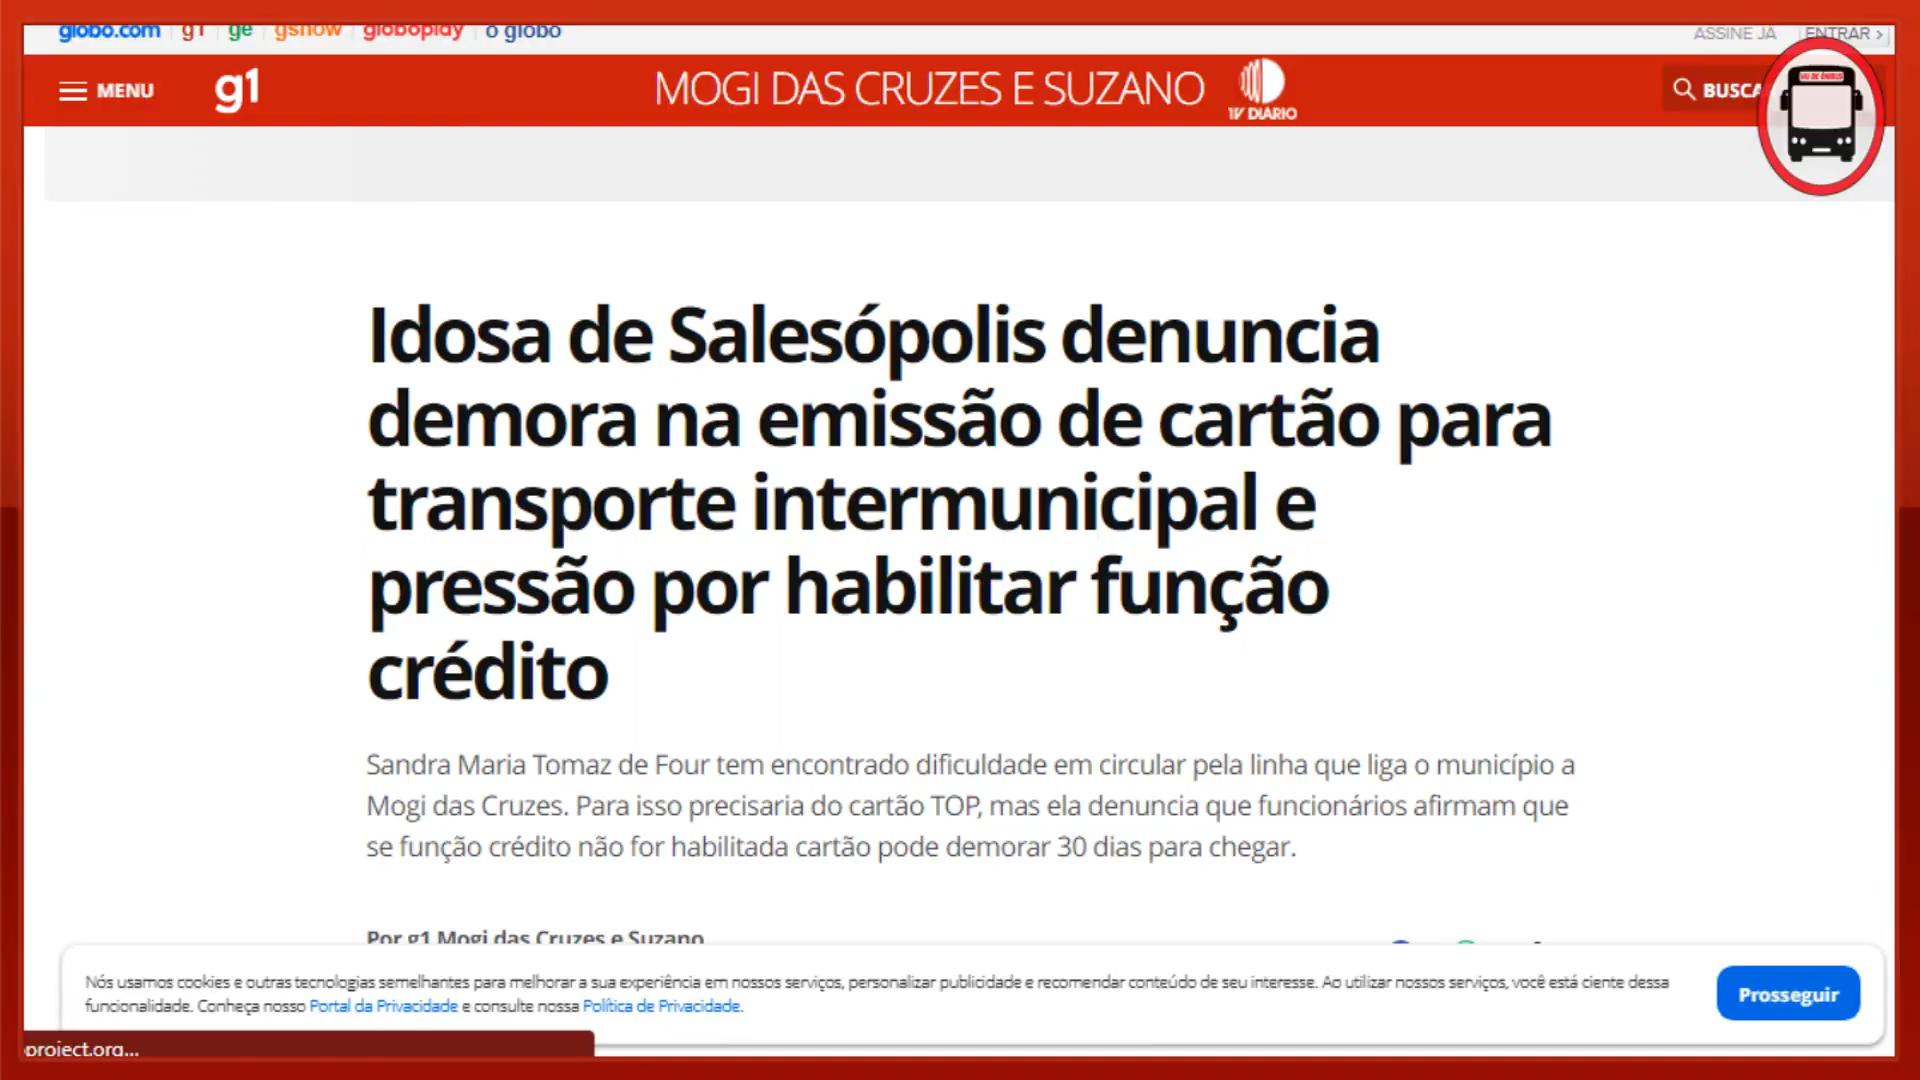 globo.com g1 ge gshow globoplay o globo
ASSINE JÁ ENTRAR >
MENU g1 MOGI DAS CRUZES E SUZANO TV DIARIO BUSCA
VIU DE ÔNIBUS
Idosa de Salesópolis denuncia
demora na emissão de cartão para
transporte intermunicipal e
pressão por habilitar função
crédito
Sandra Maria Tomaz de Four tem encontrado dificuldade em circular pela linha que liga o município a
Mogi das Cruzes. Para isso precisaria do cartão TOP, mas ela denuncia que funcionários afirmam que
se função crédito não for habilitada cartão pode demorar 30 dias para chegar.
Por g1 Mogi das Cruzes e Suzano
Nós usamos cookies e outras tecnologias semelhantes para melhorar a sua experiência em nossos serviços, personalizar publicidade e recomendar conteúdo de seu interesse. Ao utilizar nossos serviços, você está ciente dessa
funcionalidade. Conheça nosso Portal da Privacidade e consulte nossa Política de Privacidade.
Prosseguir
project.org...